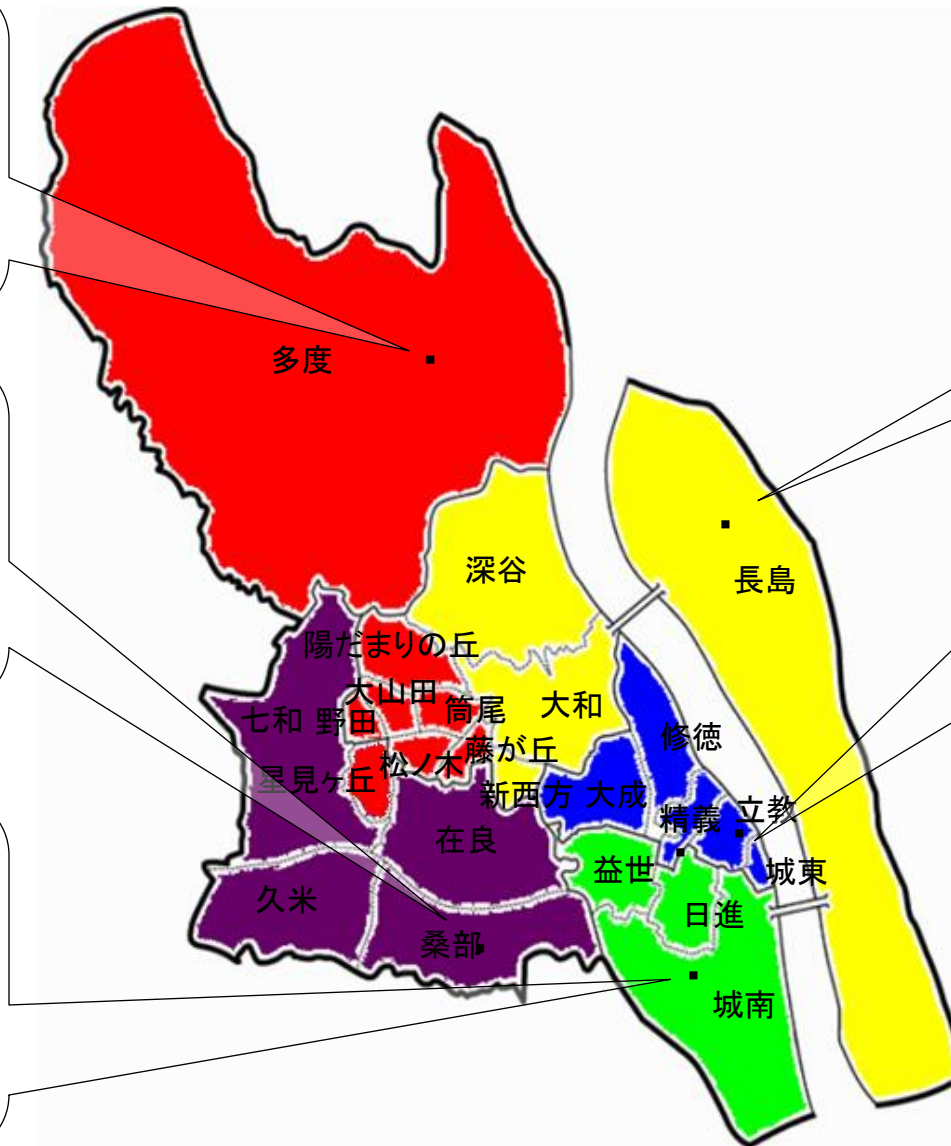 多度
深谷
長島
陽だまりの丘
大山田
筒尾
大和
七和
野田
藤が丘
修徳
星見ヶ丘
松ノ木
新西方
大成
精義
立教
在良
益世
城東
久米
日進
桑部
城南